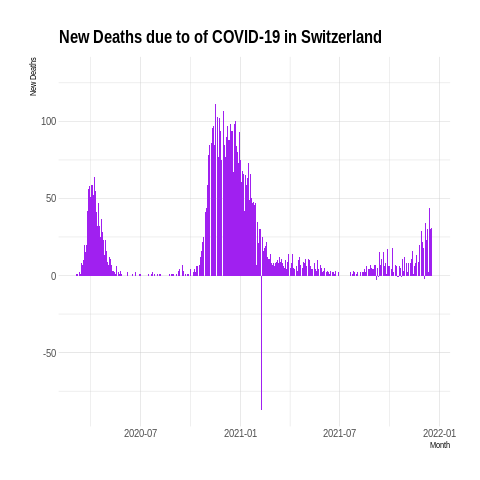 New Deaths due to of COVID-19 in Switzerland
New Deaths
100
50
0
-50
2020-07
2021-01
2021-07
2022-01
Month